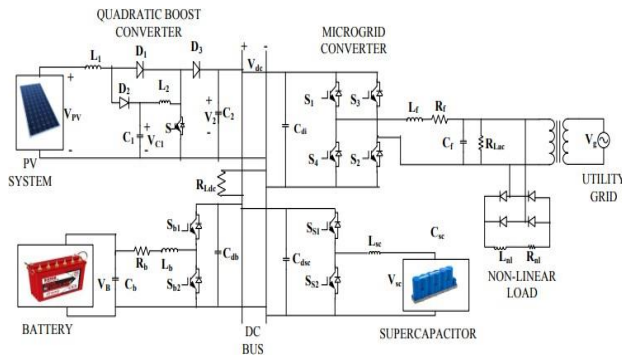 QUADRATIC BOOST
CONVERTER
MICROGRID
CONVERTER
L1
D1
D3
+ -
Vdc
D2
L2
S1
S3
Lf
Rf
+
VPV
-
S
+
V2
-
C2
C1
+
VC1
-
Cdi
S4
S2
Cf
RLac
Vg
PV
SYSTEM
RLdc
UTILITY
GRID
Sb1
SS1
Lsc
Csc
Rb
Lb
Cdb
Cdsc
Lnl
Rnl
VB
Cb
Sb2
SS2
Vsc
NON-LINEAR
LOAD
BATTERY
DC
BUS
SUPERCAPACITOR